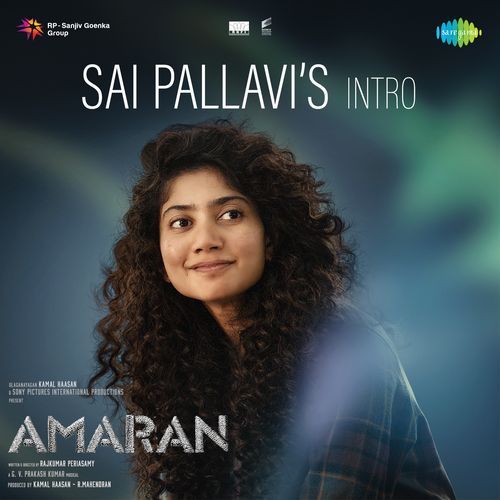 RP - Sanjiv Goenka
Group
saregama
SAI PALLAVI'S INTRO
ULAGANAYAGAN KAMAL HAASAN
& SONY PICTURES INTERNATIONAL PRODUCTIONS
PRESENT
AMARAN
WRITTEN & DIRECTED BY RAJKUMAR PERIASAMY
A G. V. PRAKASH KUMAR MUSICAL
PRODUCED BY KAMAL HAASAN - R.MAHENDRAN